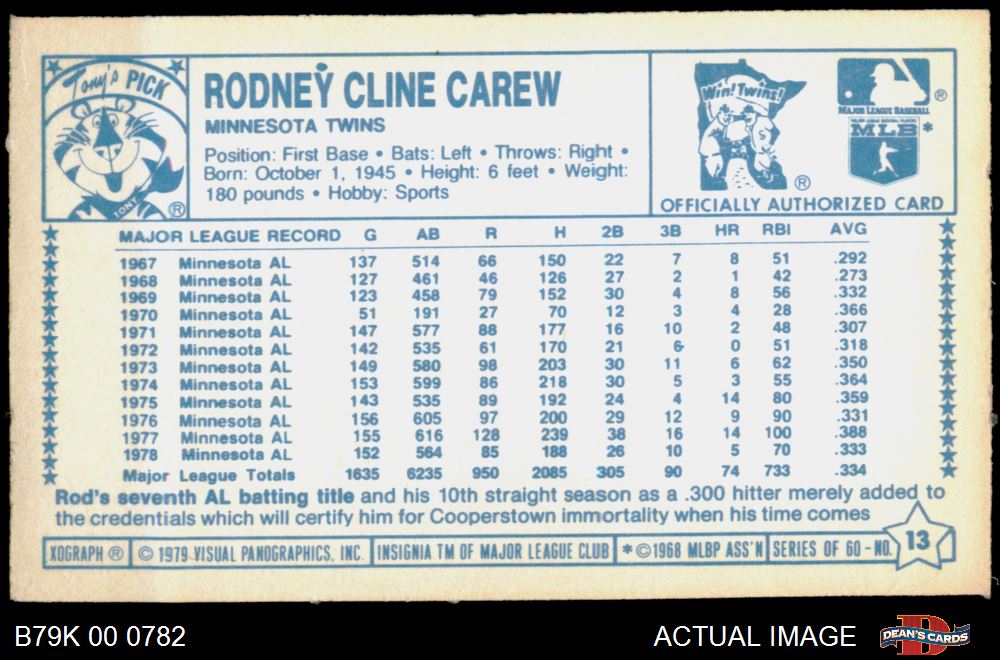 Tony's PICK
TONY
®
RODNEY CLINE CAREW
MINNESOTA TWINS
Position: First Base • Bats: Left • Throws: Right •
Born: October 1, 1945 • Height: 6 feet • Weight:
180 pounds • Hobby: Sports
Win! Twins!
®
MAJOR LEAGUE BASEBALL
®
MAJOR LEAGUE BASEBALL PLAYERS
MLB *
OFFICIALLY AUTHORIZED CARD
MAJOR LEAGUE RECORD G AB R H 2B 3B HR RBI AVG
1967 Minnesota AL 137 514 66 150 22 7 8 51 .292
1968 Minnesota AL 127 461 46 126 27 2 1 42 .273
1969 Minnesota AL 123 458 79 152 30 4 8 56 .332
1970 Minnesota AL 51 191 27 70 12 3 4 28 .366
1971 Minnesota AL 147 577 88 177 16 10 2 48 .307
1972 Minnesota AL 142 535 61 170 21 6 0 51 .318
1973 Minnesota AL 149 580 98 203 30 11 6 62 .350
1974 Minnesota AL 153 599 86 218 30 5 3 55 .364
1975 Minnesota AL 143 535 89 192 24 4 14 80 .359
1976 Minnesota AL 156 605 97 200 29 12 9 90 .331
1977 Minnesota AL 155 616 128 239 38 16 14 100 .388
1978 Minnesota AL 152 564 85 188 26 10 5 70 .333
Major League Totals 1635 6235 950 2085 305 90 74 733 .334
Rod's seventh AL batting title and his 10th straight season as a .300 hitter merely added to
the credentials which will certify him for Cooperstown immortality when his time comes
XOGRAPH ® © 1979 VISUAL PANOGRAPHICS, INC. INSIGNIA TM OF MAJOR LEAGUE CLUB * © 1968 MLBP ASS'N SERIES OF 60 - NO. 13
B79K 00 0782
ACTUAL IMAGE
DEAN'S CARDS